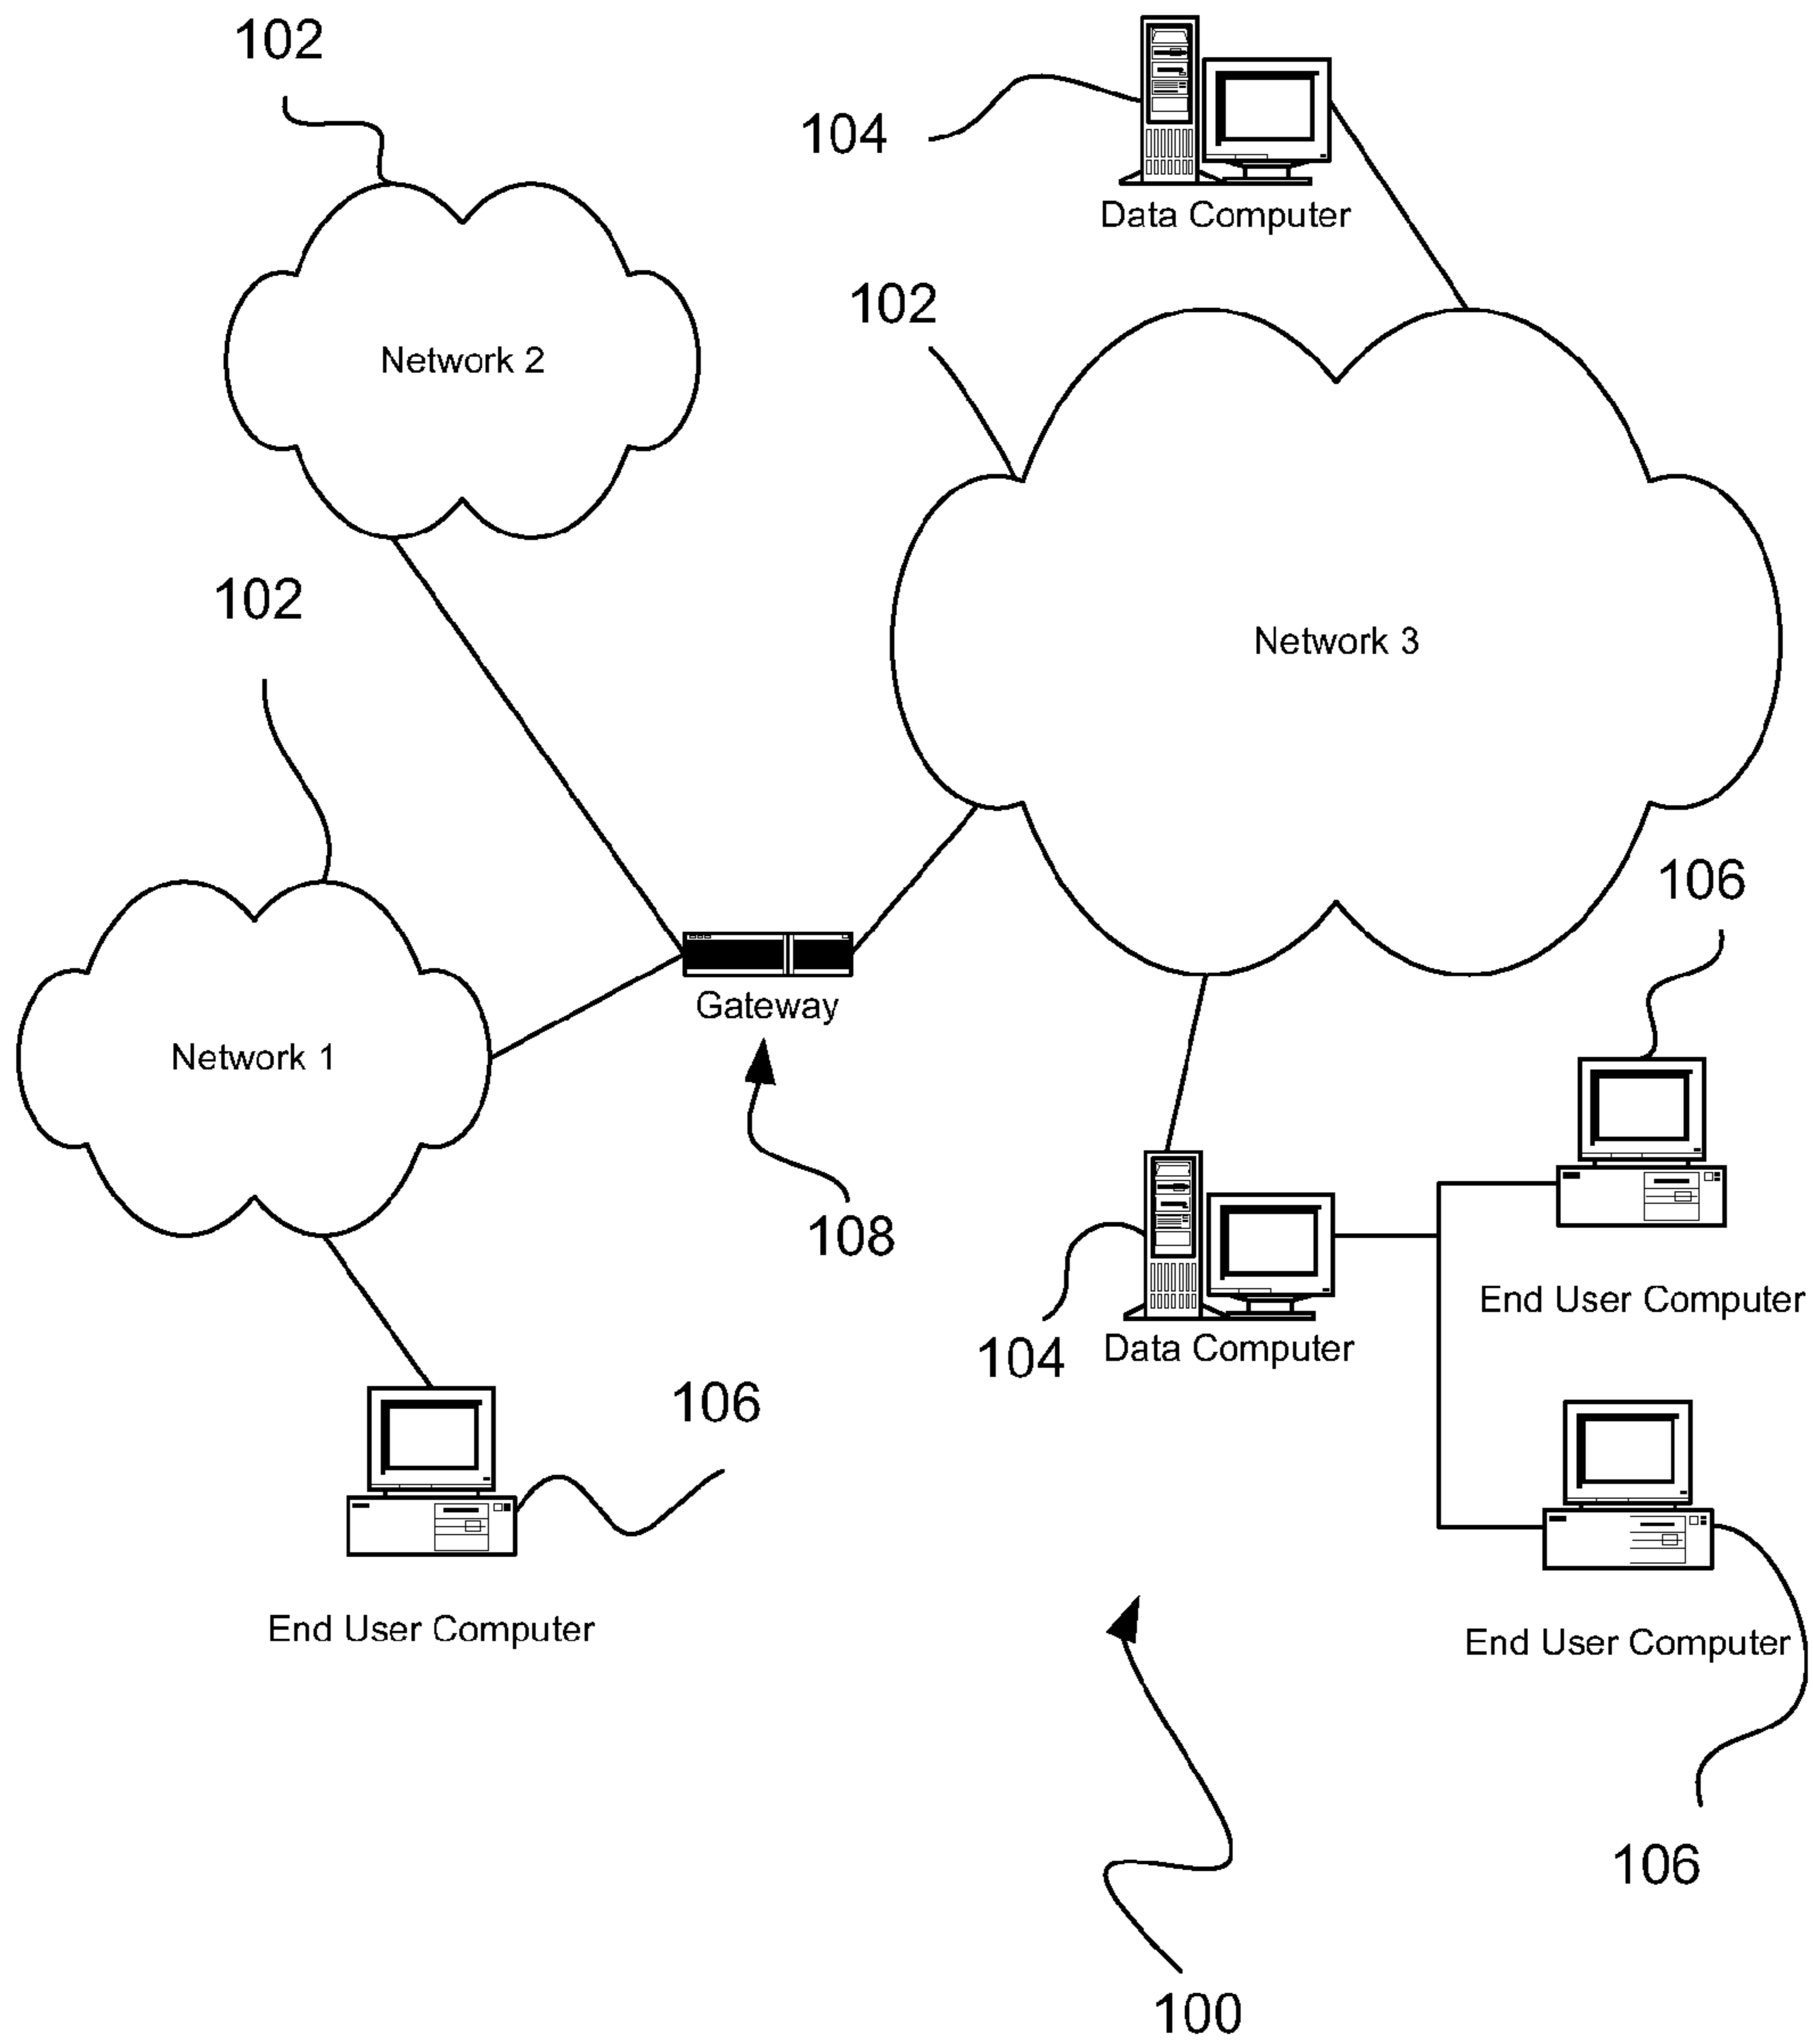 102
104
Data Computer
102
Network 2
102
Network 3
106
Gateway
Network 1
108
End User Computer
104
Data Computer
106
End User Computer
End User Computer
106
100